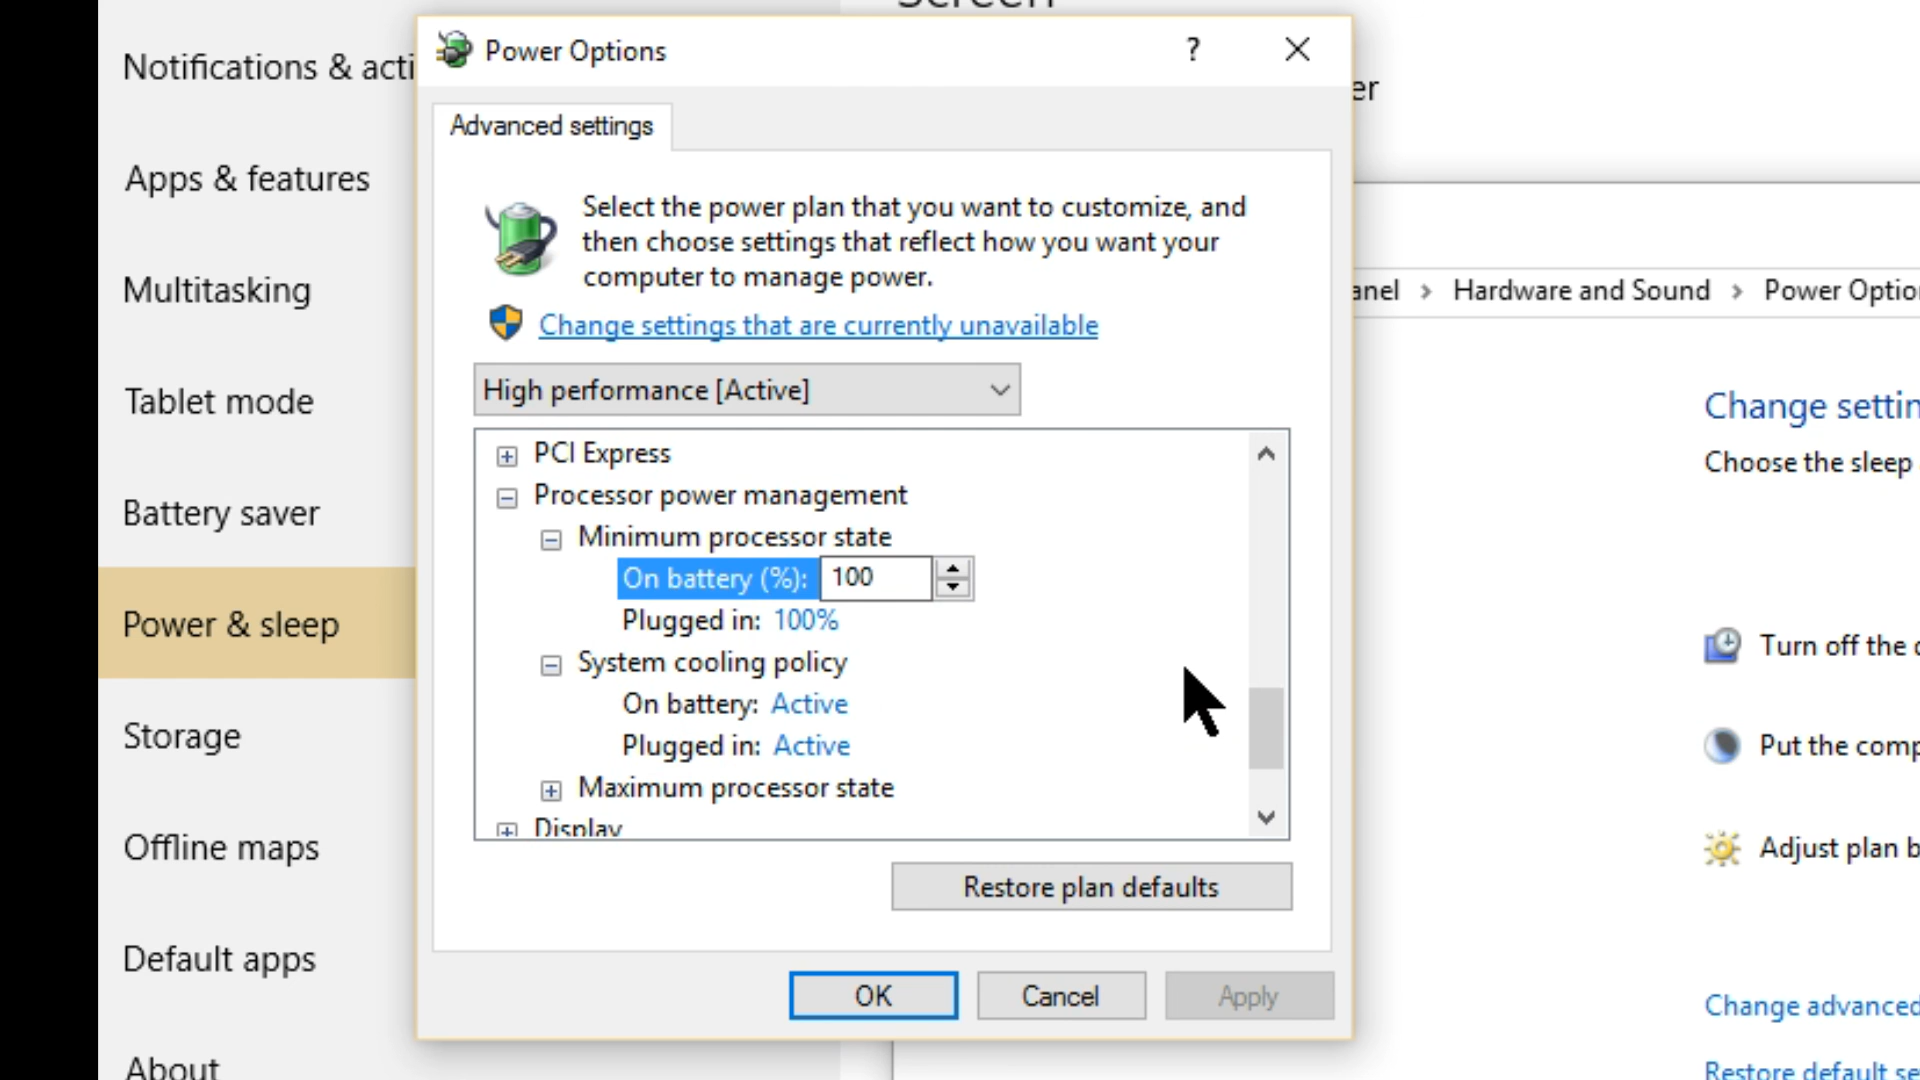 Notifications & acti
Apps & features
Multitasking
Tablet mode
Battery saver
Power & sleep
Storage
Offline maps
Default apps
About
Screen
er
Power Options
?
Advanced settings
Select the power plan that you want to customize, and
then choose settings that reflect how you want your
computer to manage power.
Change settings that are currently unavailable
High performance [Active]
PCI Express
Processor power management
Minimum processor state
On battery (%): 100
Plugged in: 100%
System cooling policy
On battery: Active
Plugged in: Active
Maximum processor state
Display
Restore plan defaults
OK Cancel Apply
anel > Hardware and Sound > Power Optio
Change settin
Choose the sleep
Turn off the
Put the comp
Adjust plan b
Change advanced
Restore default se